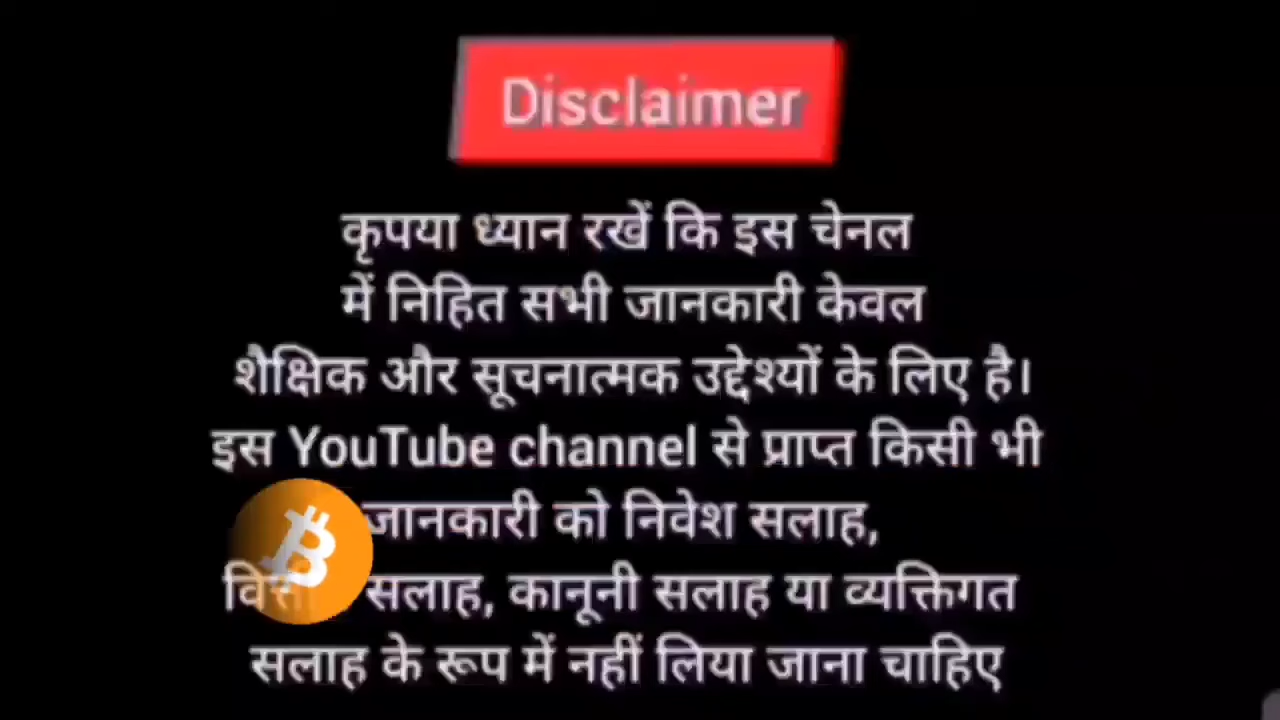 Disclaimer
कृपया ध्यान रखें कि इस चेनल
में निहित सभी जानकारी केवल
शैक्षिक और सूचनात्मक उद्देश्यों के लिए है।
इस YouTube channel से प्राप्त किसी भी
जानकारी को निवेश सलाह,
सलाह, कानूनी सलाह या व्यक्तिगत
सलाह के रूप में नहीं लिया जाना चाहिए